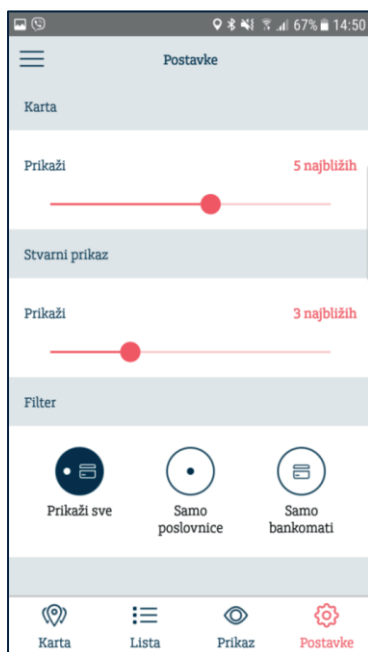 67% 14:50
Postavke
Karta
Prikaži 5 najbližih
Stvarni prikaz
Prikaži 3 najbližih
Filter
Prikaži sve
Samo poslovnice
Samo bankomati
Karta Lista Prikaz Postavke